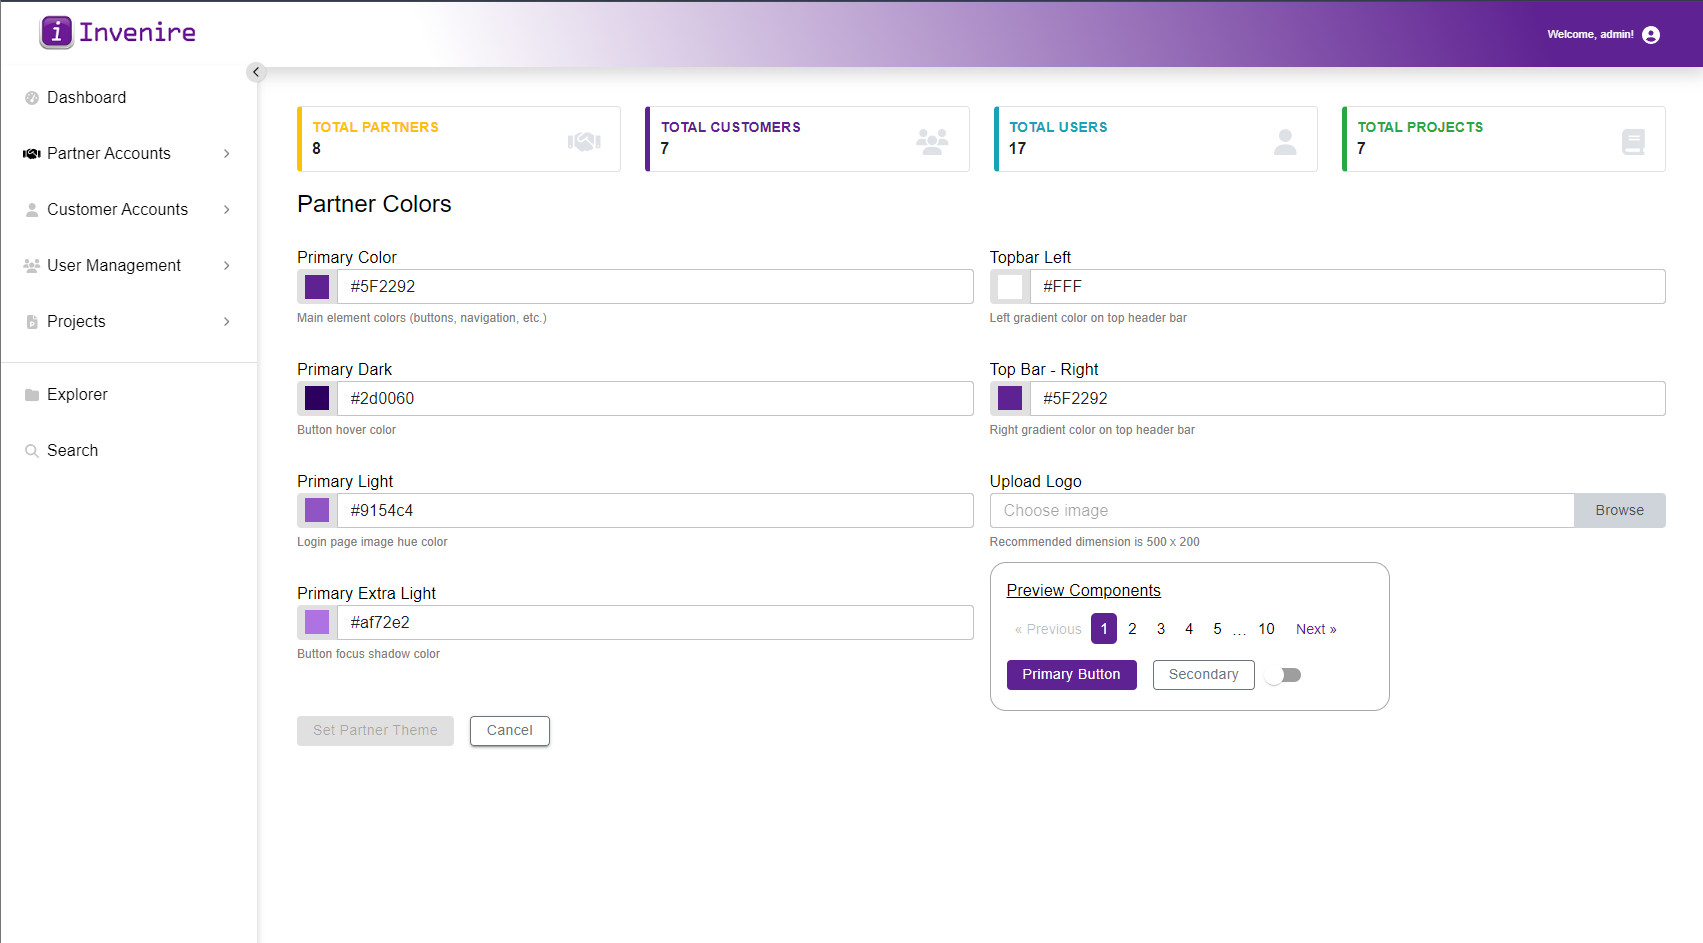 i Invenire
Welcome, admin!
Dashboard
Partner Accounts
Customer Accounts
User Management
Projects
Explorer
Search
TOTAL PARTNERS
8
TOTAL CUSTOMERS
7
TOTAL USERS
17
TOTAL PROJECTS
7
Partner Colors
Primary Color
#5F2292
Main element colors (buttons, navigation, etc.)
Primary Dark
#2d0060
Button hover color
Primary Light
#9154c4
Login page image hue color
Primary Extra Light
#af72e2
Button focus shadow color
Set Partner Theme Cancel
Topbar Left
#FFF
Left gradient color on top header bar
Top Bar - Right
#5F2292
Right gradient color on top header bar
Upload Logo
Choose image Browse
Recommended dimension is 500 x 200
Preview Components
« Previous 1 2 3 4 5 ... 10 Next »
Primary Button Secondary